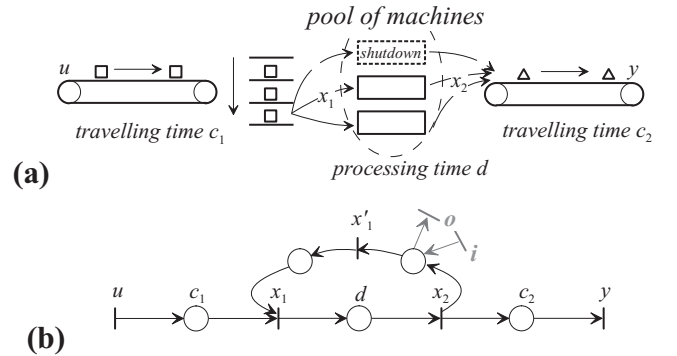 pool of machines
shutdown
u
x₁
x₂
y
travelling time c₁
travelling time c₂
processing time d
(a)
x'₁
o
i
u
c₁
x₁
d
x₂
c₂
y
(b)